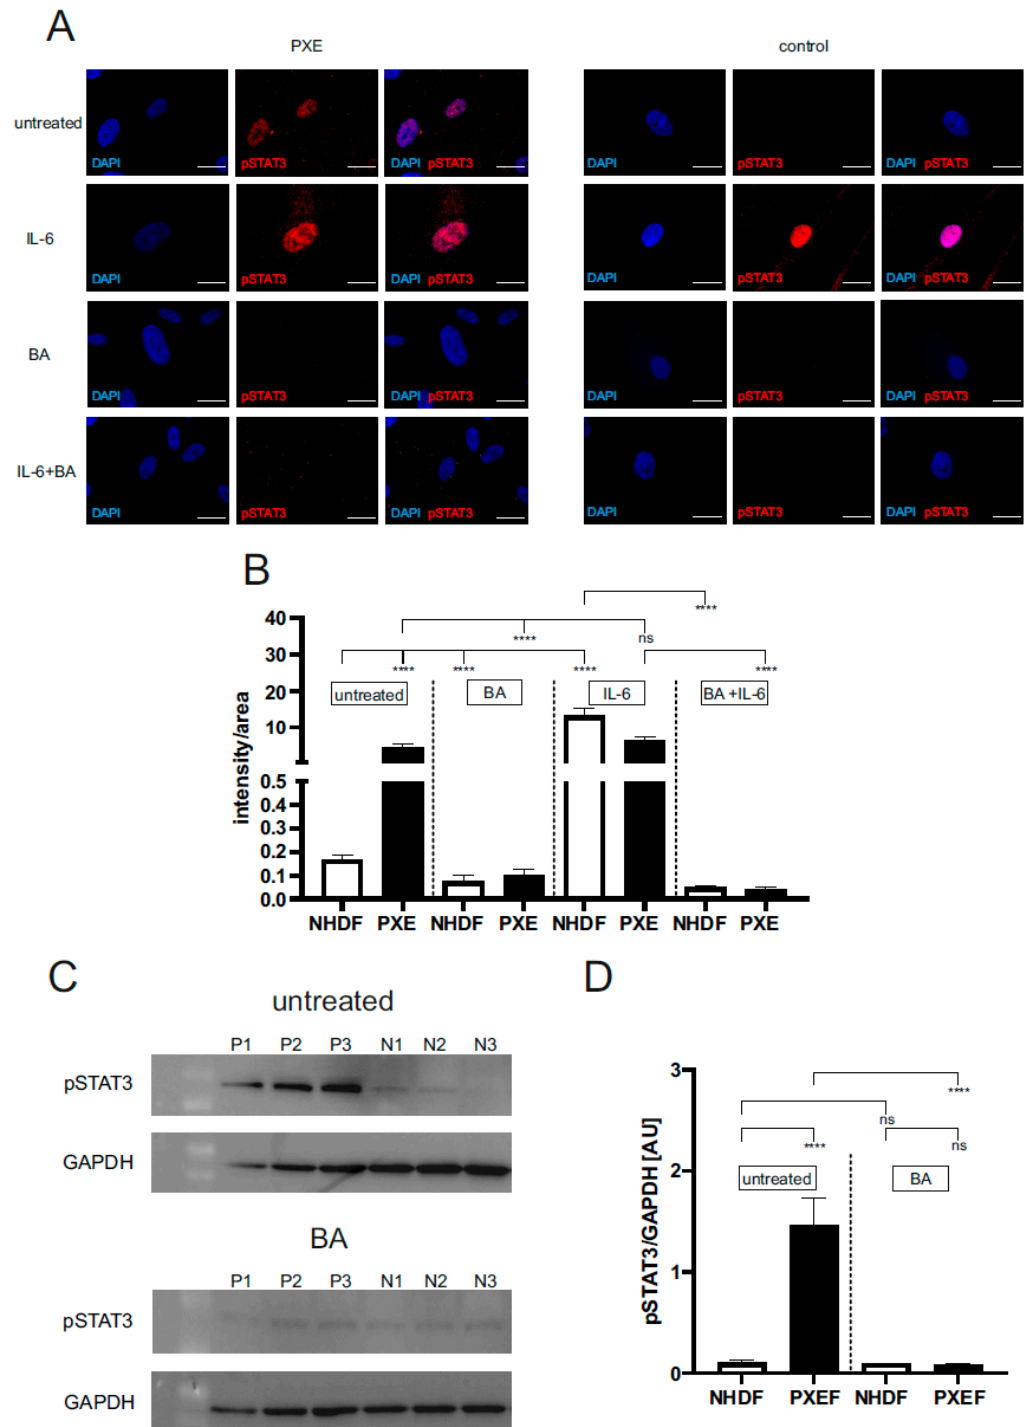 A
PXE
control
untreated
DAPI
pSTAT3
DAPI pSTAT3
DAPI
pSTAT3
DAPI pSTAT3
IL-6
DAPI
pSTAT3
DAPI pSTAT3
DAPI
pSTAT3
DAPI pSTAT3
BA
DAPI
pSTAT3
DAPI pSTAT3
DAPI
pSTAT3
DAPI pSTAT3
IL-6+BA
DAPI
pSTAT3
DAPI pSTAT3
DAPI
pSTAT3
DAPI pSTAT3
B
intensity/area
40
30
20
10
0.5
0.4
0.3
0.2
0.1
0.0
****
****
ns
****
****
****
****
untreated
BA
IL-6
BA +IL-6
NHDF PXE NHDF PXE NHDF PXE NHDF PXE
C
untreated
P1 P2 P3 N1 N2 N3
pSTAT3
GAPDH
BA
P1 P2 P3 N1 N2 N3
pSTAT3
GAPDH
D
pSTAT3/GAPDH [AU]
3
2
1
0
****
ns
****
ns
untreated
BA
NHDF PXEF NHDF PXEF